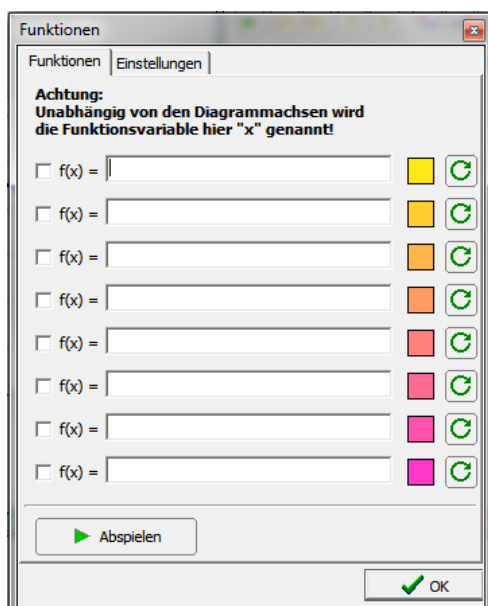 Funktionen
Funktionen Einstellungen
Achtung:
Unabhängig von den Diagrammachsen wird
die Funktionsvariable hier "x" genannt!
f(x) =
f(x) =
f(x) =
f(x) =
f(x) =
f(x) =
f(x) =
f(x) =
Abspielen
OK